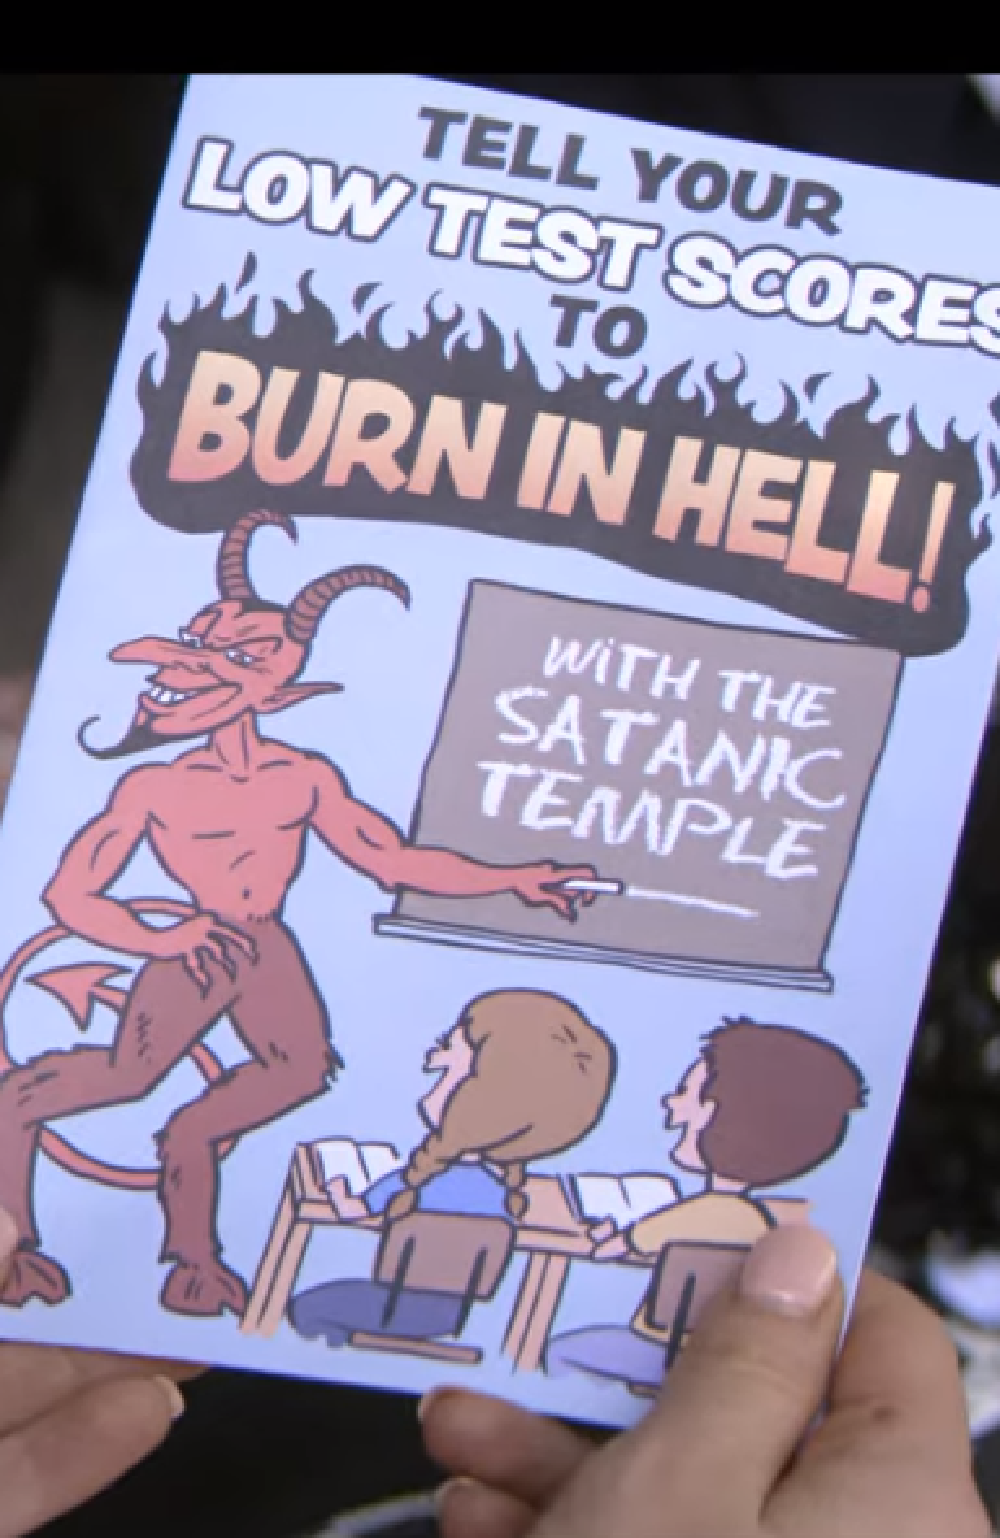 TELL YOUR
LOW TEST SCORES
TO
BURN IN HELL!
WiTH THE
SATANIC
TEMPLE